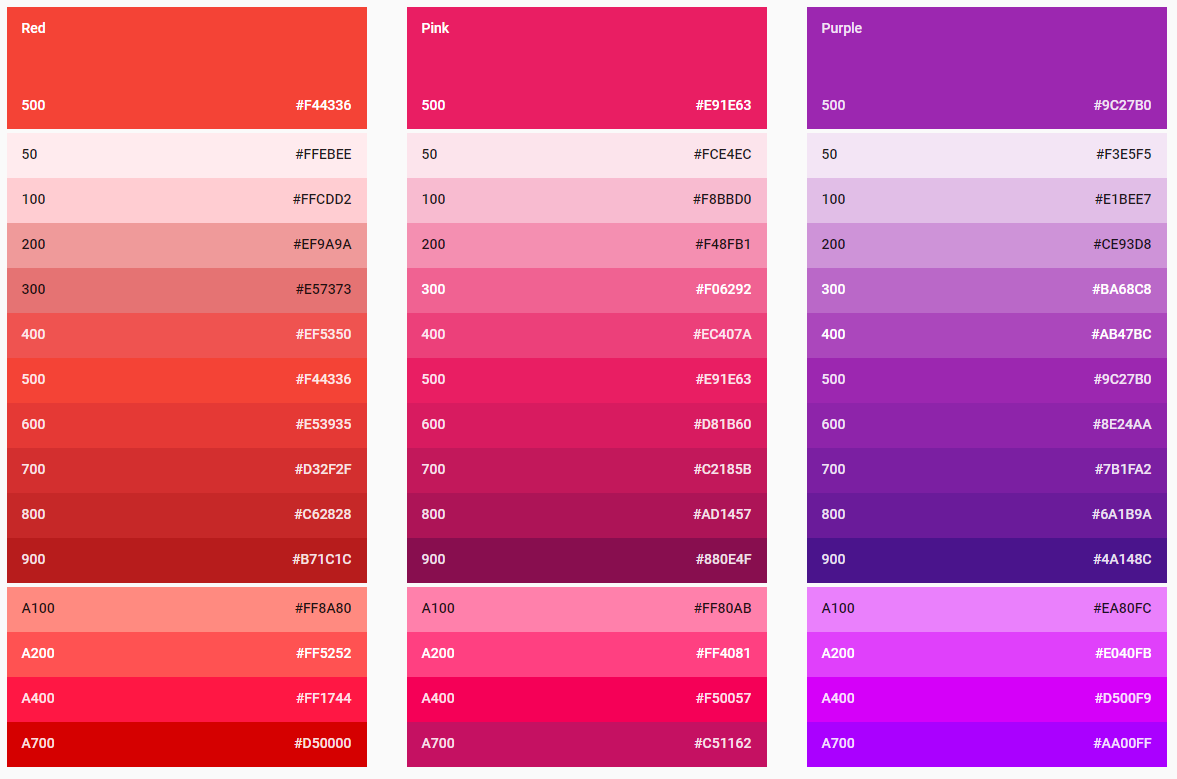 Red
500 #F44336
50 #FFEBEE
100 #FFCDD2
200 #EF9A9A
300 #E57373
400 #EF5350
500 #F44336
600 #E53935
700 #D32F2F
800 #C62828
900 #B71C1C
A100 #FF8A80
A200 #FF5252
A400 #FF1744
A700 #D50000
Pink
500 #E91E63
50 #FCE4EC
100 #F8BBD0
200 #F48FB1
300 #F06292
400 #EC407A
500 #E91E63
600 #D81B60
700 #C2185B
800 #AD1457
900 #880E4F
A100 #FF80AB
A200 #FF4081
A400 #F50057
A700 #C51162
Purple
500 #9C27B0
50 #F3E5F5
100 #E1BEE7
200 #CE93D8
300 #BA68C8
400 #AB47BC
500 #9C27B0
600 #8E24AA
700 #7B1FA2
800 #6A1B9A
900 #4A148C
A100 #EA80FC
A200 #E040FB
A400 #D500F9
A700 #AA00FF